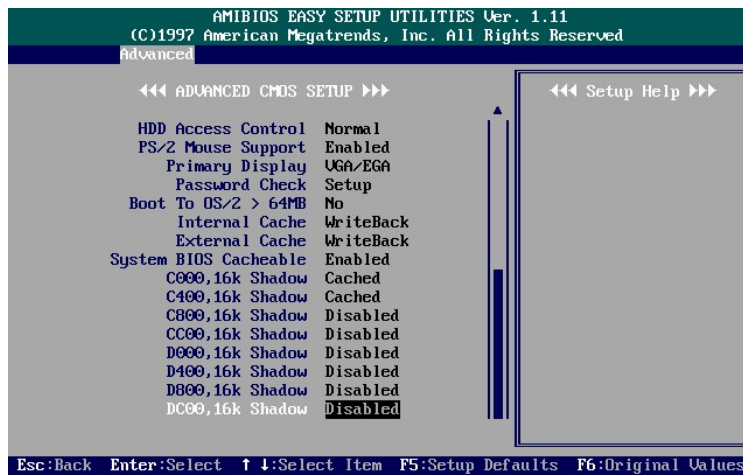 AMIBIOS EASY SETUP UTILITIES Ver. 1.11
(C)1997 American Megatrends, Inc. All Rights Reserved
Advanced
ADVANCED CMOS SETUP
Setup Help
HDD Access Control Normal
PS/2 Mouse Support Enabled
Primary Display VGA/EGA
Password Check Setup
Boot To OS/2 > 64MB No
Internal Cache WriteBack
External Cache WriteBack
System BIOS Cacheable Enabled
C000,16k Shadow Cached
C400,16k Shadow Cached
C800,16k Shadow Disabled
CC00,16k Shadow Disabled
D000,16k Shadow Disabled
D400,16k Shadow Disabled
D800,16k Shadow Disabled
DC00,16k Shadow Disabled
Esc:Back Enter:Select ↑ ↓:Select Item F5:Setup Defaults F6:Original Values